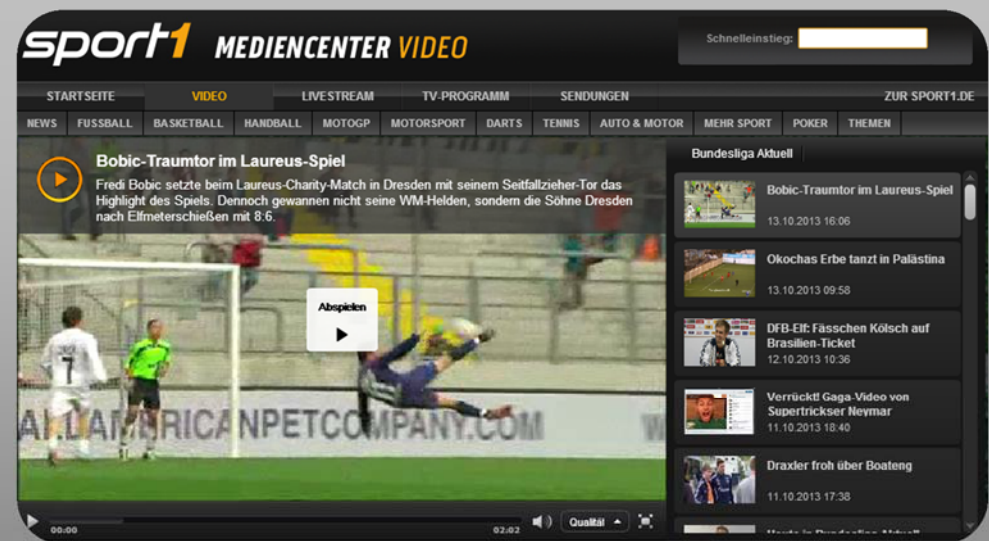 sport1 MEDIENCENTER VIDEO
Schnelleinstieg:
STARTSEITE VIDEO LIVESTREAM TV-PROGRAMM SENDUNGEN ZUR SPORT1.DE
NEWS FUSSBALL BASKETBALL HANDBALL MOTOGP MOTORSPORT DARTS TENNIS AUTO & MOTOR MEHR SPORT POKER THEMEN
Bobic-Traumtor im Laureus-Spiel
Fredi Bobic setzte beim Laureus-Charity-Match in Dresden mit seinem Seitfallzieher-Tor das
Highlight des Spiels. Dennoch gewannen nicht seine WM-Helden, sondern die Söhne Dresden
nach Elfmeterschießen mit 8:6.
Abspielen
7
AMERICANPETCOMPANY.COM
00:00
02:02
Qualität
Bundesliga Aktuell
Bobic-Traumtor im Laureus-Spiel
13.10.2013 16:06
Okochas Erbe tanzt in Palästina
13.10.2013 09:58
DFB-Elf: Fässchen Kölsch auf
Brasilien-Ticket
12.10.2013 10:36
Verrückt! Gaga-Video von
Supertrickser Neymar
11.10.2013 18:40
Draxler froh über Boateng
11.10.2013 17:38